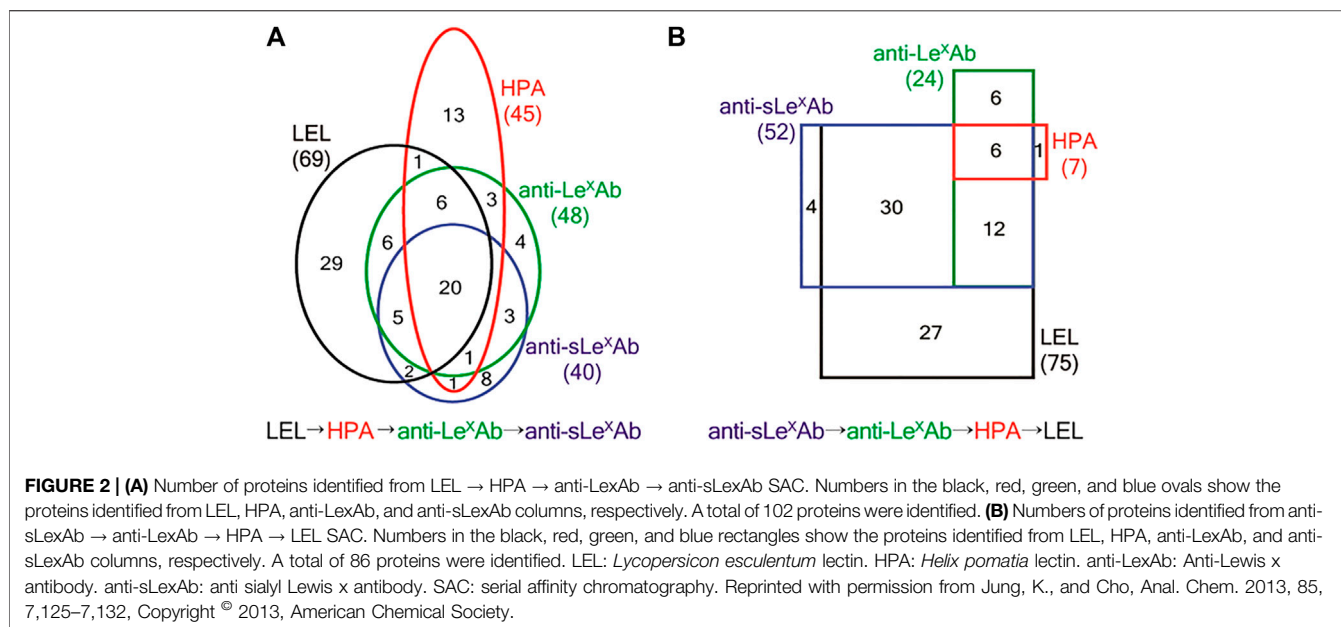 A
HPA
(45)
13
LEL
(69)
1
anti-LeˣAb
(48)
6
3
6
4
29
20
5
3
anti-sLeˣAb
(40)
1
2
1
8
LEL→HPA→anti-LeˣAb→anti-sLeˣAb
B
anti-LeˣAb
(24)
6
anti-sLeˣAb
(52)
HPA
(7)
6
1
4
30
12
27
LEL
(75)
anti-sLeˣAb→anti-LeˣAb→HPA→LEL
FIGURE 2 | (A) Number of proteins identified from LEL → HPA → anti-LexAb → anti-sLexAb SAC. Numbers in the black, red, green, and blue ovals show the
proteins identified from LEL, HPA, anti-LexAb, and anti-sLexAb columns, respectively. A total of 102 proteins were identified. (B) Numbers of proteins identified from anti-
sLexAb → anti-LexAb → HPA → LEL SAC. Numbers in the black, red, green, and blue rectangles show the proteins identified from LEL, HPA, anti-LexAb, and anti-
sLexAb columns, respectively. A total of 86 proteins were identified. LEL: Lycopersicon esculentum lectin. HPA: Helix pomatia lectin. anti-LexAb: Anti-Lewis x
antibody. anti-sLexAb: anti sialyl Lewis x antibody. SAC: serial affinity chromatography. Reprinted with permission from Jung, K., and Cho, Anal. Chem. 2013, 85,
7,125–7,132, Copyright © 2013, American Chemical Society.